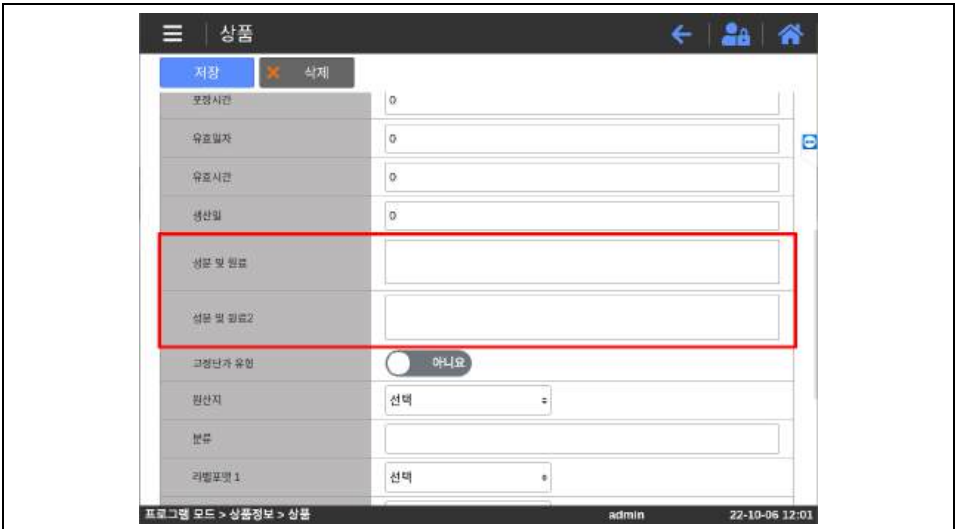 상품
저장
삭제
포장시간
0
유효일자
0
유효시간
0
생산일
0
성분 및 원료
성분 및 원료2
고정단가 유형
아니요
원산지
선택
분류
라벨포맷 1
선택
프로그램 모드 > 상품정보 > 상품
admin
22-10-06 12:01